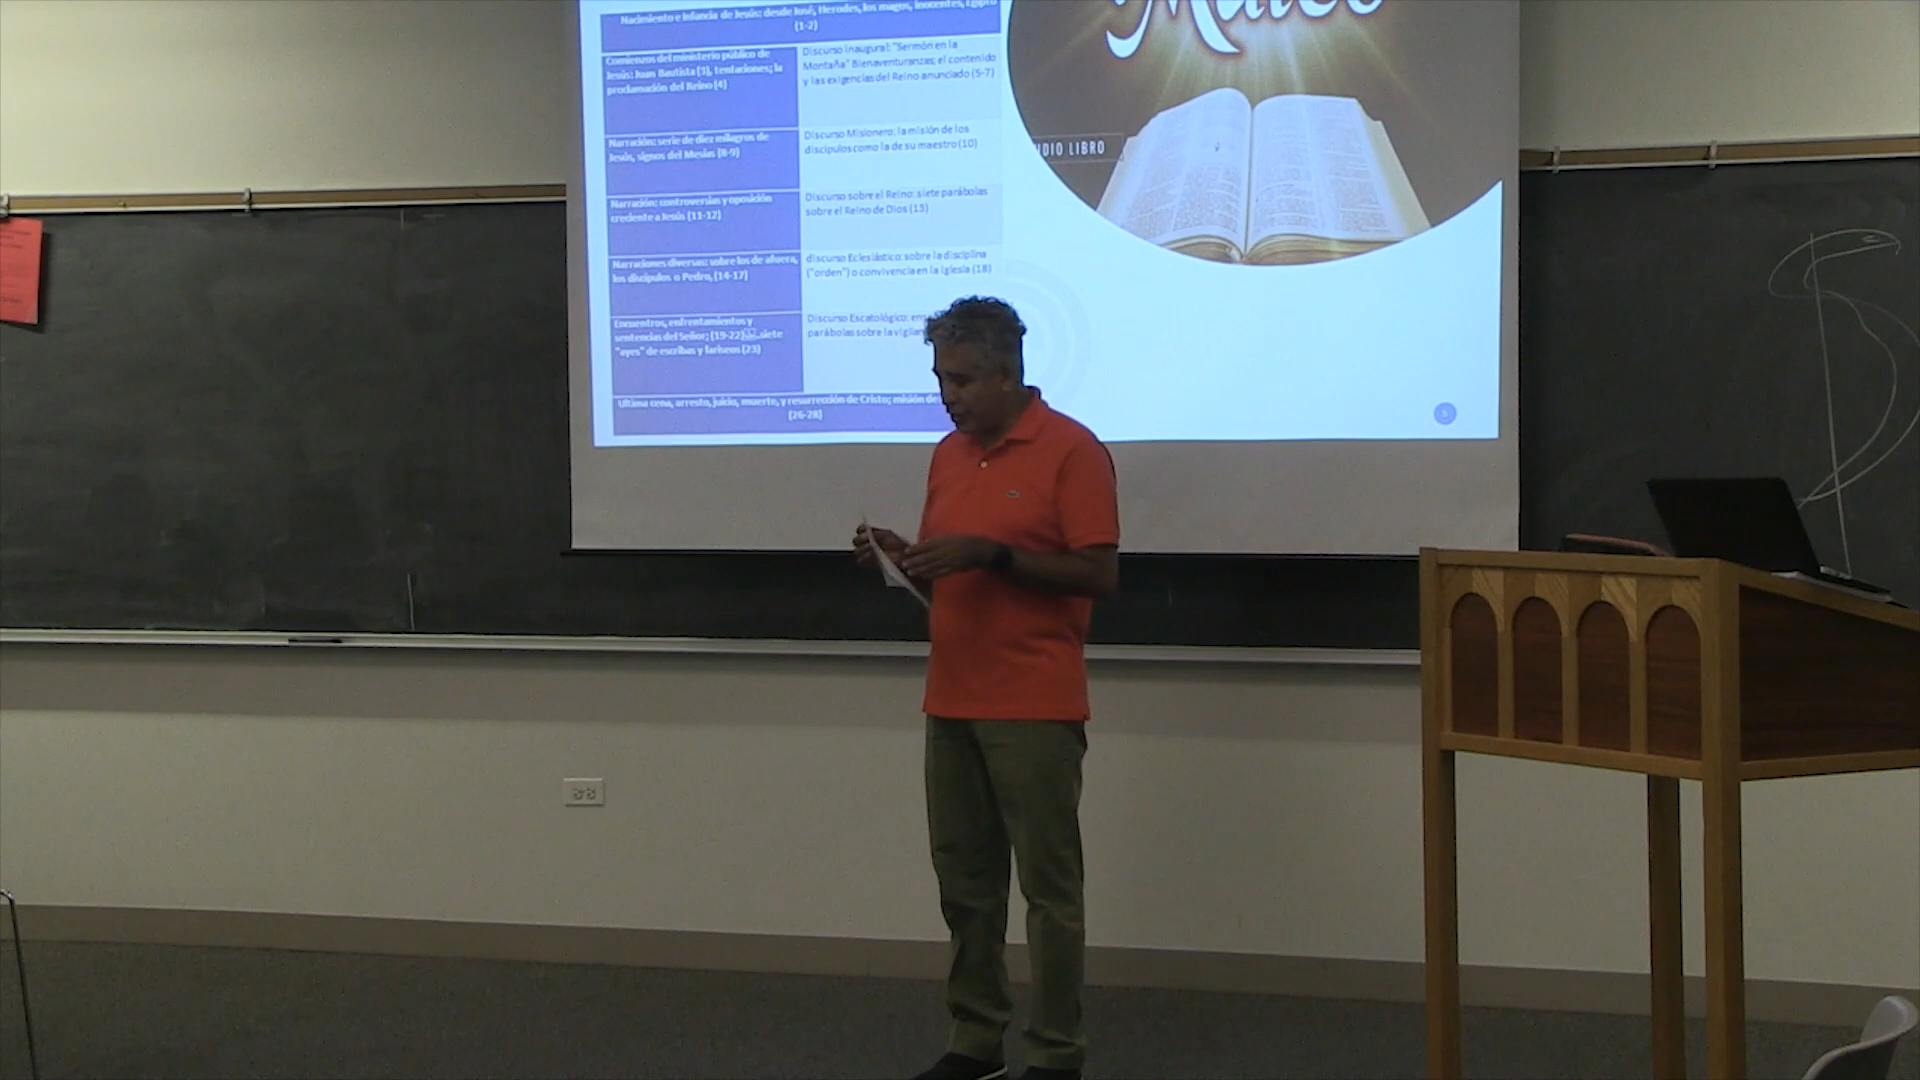 Nacimiento e Infancia de Jesús: desde José, Herodes, los magos, inocentes, Egipto
(1-2)
Comienzos del ministerio público de
Jesús: Juan Bautista (3), tentaciones; la
proclamación del Reino (4)
Discurso inaugural: "Sermón en la
Montaña" Bienaventuranzas; el contenido
y las exigencias del Reino anunciado (5-7)
Narración: serie de diez milagros de
Jesús, signos del Mesías (8-9)
Discurso Misionero: la misión de los
discípulos como la de su maestro (10)
Narración: controversias y oposición
creciente a Jesús (11-12)
Discurso sobre el Reino: siete parábolas
sobre el Reino de Dios (13)
Narraciones diversas: sobre los de afuera,
los discípulos o Pedro, (14-17)
discurso Eclesiástico: sobre la disciplina
("orden") o convivencia en la iglesia (18)
Encuentros, enfrentamientos y
sentencias del Señor; (19-22) siete
"ayes" de escribas y fariseos (23)
Discurso Escatológico:
parábolas sobre la
Ultima cena, arresto, juicio, muerte, y resurrección de Cristo; misión
(26-28)
Mateo
UDIO LIBRO
5